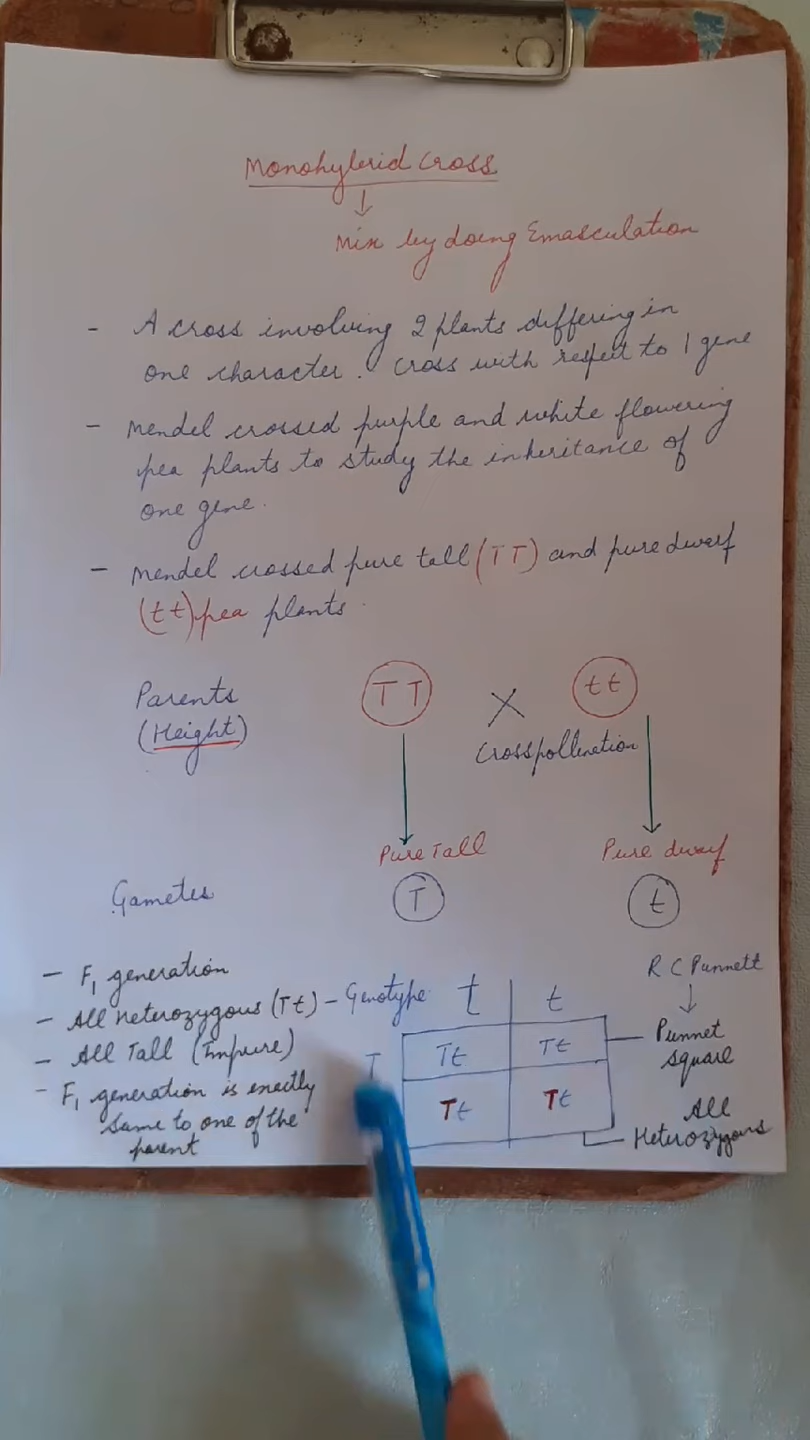 Monohybrid Cross
↓
Mix by doing Emasculation
- A cross involving 2 plants differing in
one character. Cross with respect to 1 gene
- Mendel crossed purple and white flowering
pea plants to study the inheritance of
one gene.
- Mendel crossed pure tall (TT) and pure dwarf
(tt) pea plants.
Parents
(Height)
TT
×
tt
Crosspollination
Pure Tall
Pure dwarf
Gametes
T
t
- F₁ generation
- All Heterozygous (Tt) - Genotype
- All Tall (Impure)
- F₁ generation is exactly
same to one of the
parent
t
t
T
Tt
Tt
Tt
Tt
R C Punnett
↓
Punnet
square
All
Heterozygous